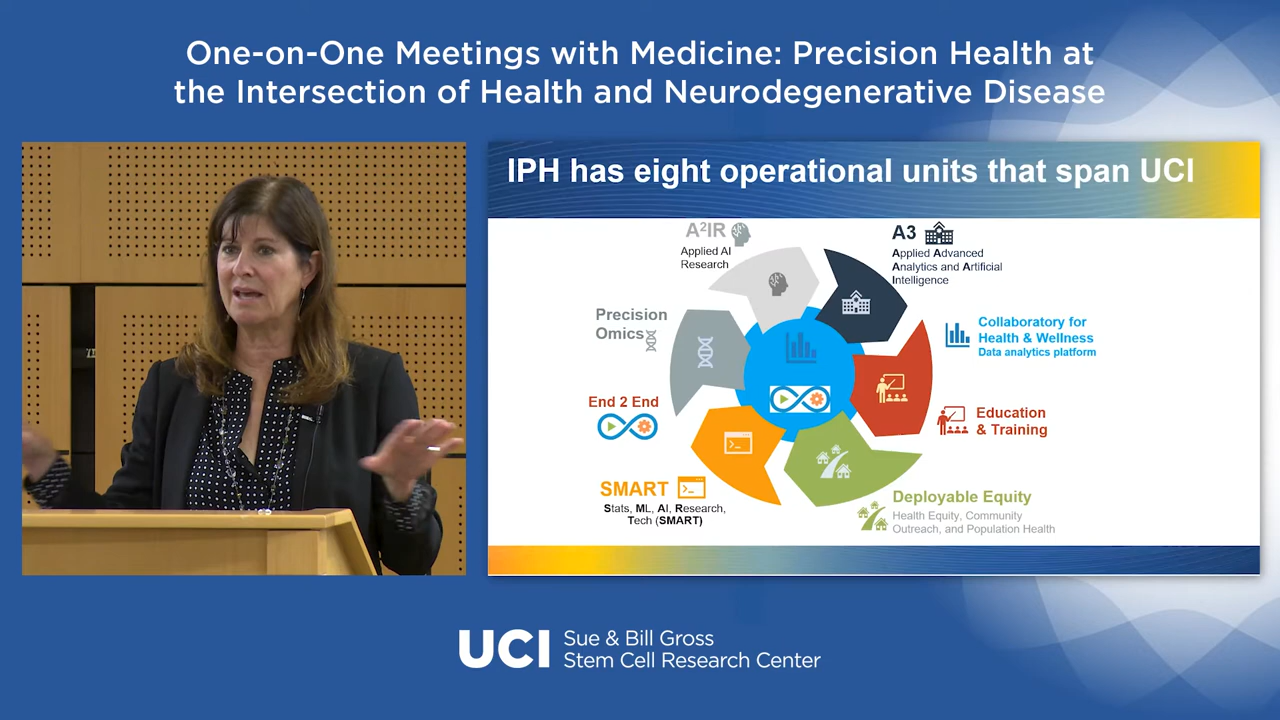 One-on-One Meetings with Medicine: Precision Health at
the Intersection of Health and Neurodegenerative Disease
IPH has eight operational units that span UCI
A²IR
Applied AI
Research
A3
Applied Advanced
Analytics and Artificial
Intelligence
Precision
Omics
Collaboratory for
Health & Wellness
Data analytics platform
End 2 End
Education
& Training
SMART
Stats, ML, AI, Research,
Tech (SMART)
Deployable Equity
Health Equity, Community
Outreach, and Population Health
UCI
Sue & Bill Gross
Stem Cell Research Center